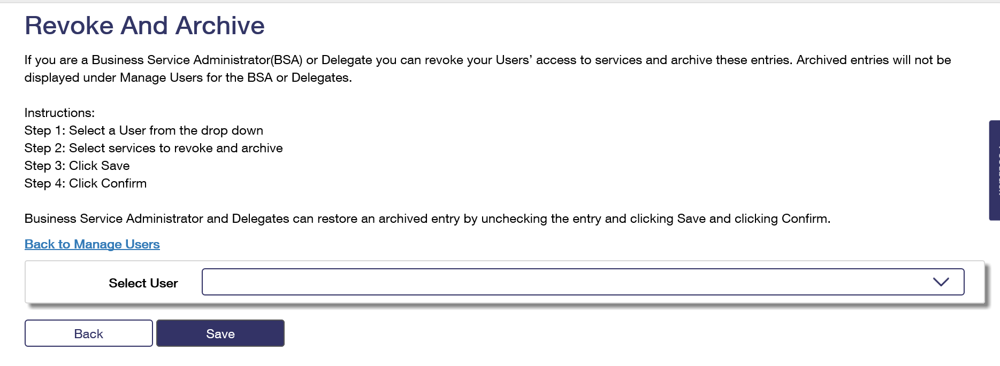 Revoke And Archive
If you are a Business Service Administrator(BSA) or Delegate you can revoke your Users’ access to services and archive these entries. Archived entries will not be
displayed under Manage Users for the BSA or Delegates.
Instructions:
Step 1: Select a User from the drop down
Step 2: Select services to revoke and archive
Step 3: Click Save
Step 4: Click Confirm
Business Service Administrator and Delegates can restore an archived entry by unchecking the entry and clicking Save and clicking Confirm.
Back to Manage Users
Select User
Back Save